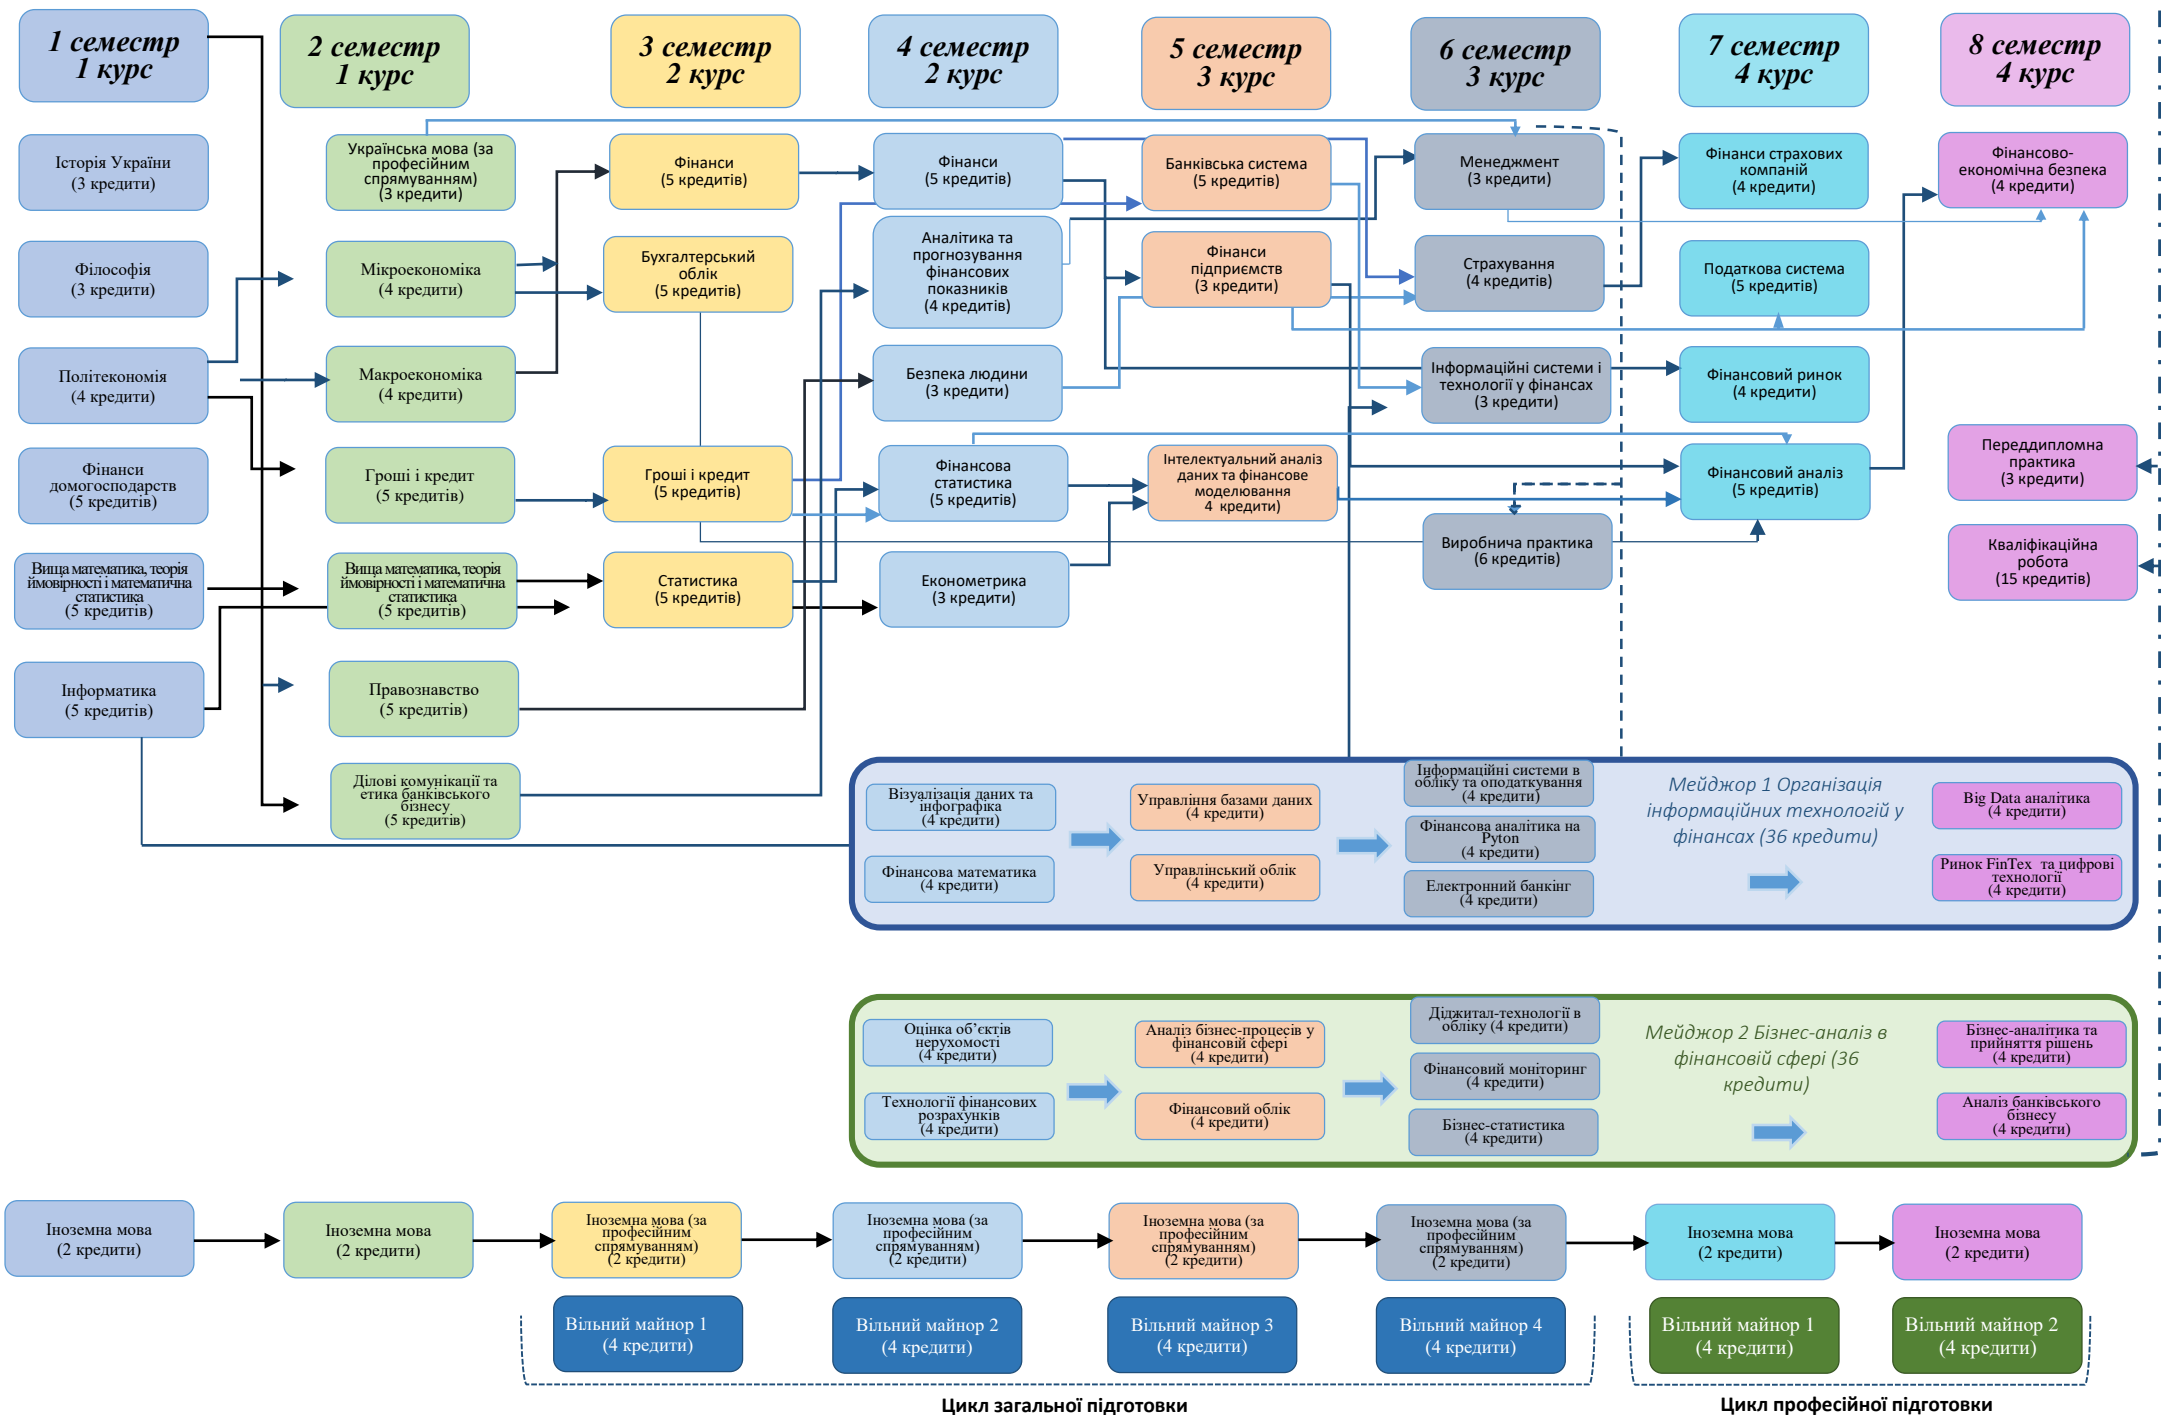 1 семестр
1 курс
2 семестр
1 курс
3 семестр
2 курс
4 семестр
2 курс
5 семестр
3 курс
6 семестр
3 курс
7 семестр
4 курс
8 семестр
4 курс
Історія України
(3 кредити)
Філософія
(3 кредити)
Політекономія
(4 кредити)
Фінанси
домогосподарств
(5 кредитів)
Вища математика, теорія
ймовірності і математична
статистика
(5 кредитів)
Інформатика
(5 кредитів)
Українська мова (за
професійним
спрямуванням)
(3 кредити)
Мікроекономіка
(4 кредити)
Макроекономіка
(4 кредити)
Гроші і кредит
(5 кредитів)
Вища математика, теорія
ймовірності і математична
статистика
(5 кредитів)
Правознавство
(5 кредитів)
Ділові комунікації та
етика банківського
бізнесу
(5 кредитів)
Фінанси
(5 кредитів)
Бухгалтерський
облік
(5 кредитів)
Гроші і кредит
(5 кредитів)
Статистика
(5 кредитів)
Фінанси
(5 кредитів)
Аналітика та
прогнозування
фінансових
показників
(4 кредитів)
Безпека людини
(3 кредити)
Фінансова
статистика
(5 кредитів)
Економетрика
(3 кредити)
Банківська система
(5 кредитів)
Фінанси
підприємств
(3 кредити)
Інтелектуальний аналіз
даних та фінансове
моделювання
4 кредити)
Менеджмент
(3 кредити)
Страхування
(4 кредитів)
Інформаційні системи і
технології у фінансах
(3 кредити)
Виробнича практика
(6 кредитів)
Фінанси страхових
компаній
(4 кредити)
Податкова система
(5 кредитів)
Фінансовий ринок
(4 кредити)
Фінансовий аналіз
(5 кредитів)
Фінансово-
економічна безпека
(4 кредити)
Переддипломна
практика
(3 кредити)
Кваліфікаційна
робота
(15 кредитів)
Візуалізація даних та
інфографіка
(4 кредити)
Фінансова математика
(4 кредити)
Управління базами даних
(4 кредити)
Управлінський облік
(4 кредити)
Інформаційні системи в
обліку та оподаткування
(4 кредити)
Фінансова аналітика на
Pyton
(4 кредити)
Електронний банкінг
(4 кредити)
Мейджор 1 Організація
інформаційних технологій у
фінансах (36 кредити)
Big Data аналітика
(4 кредити)
Ринок FinTex та цифрові
технології
(4 кредити)
Оцінка об’єктів
нерухомості
(4 кредити)
Технології фінансових
розрахунків
(4 кредити)
Аналіз бізнес-процесів у
фінансовій сфері
(4 кредити)
Фінансовий облік
(4 кредити)
Діджитал-технології в
обліку (4 кредити)
Фінансовий моніторинг
(4 кредити)
Бізнес-статистика
(4 кредити)
Мейджор 2 Бізнес-аналіз в
фінансовій сфері (36
кредити)
Бізнес-аналітика та
прийняття рішень
(4 кредити)
Аналіз банківського
бізнесу
(4 кредити)
Іноземна мова
(2 кредити)
Іноземна мова
(2 кредити)
Іноземна мова (за
професійним
спрямуванням)
(2 кредити)
Іноземна мова (за
професійним
спрямуванням)
(2 кредити)
Іноземна мова (за
професійним
спрямуванням)
(2 кредити)
Іноземна мова (за
професійним
спрямуванням)
(2 кредити)
Іноземна мова
(2 кредити)
Іноземна мова
(2 кредити)
Вільний майнор 1
(4 кредити)
Вільний майнор 2
(4 кредити)
Вільний майнор 3
(4 кредити)
Вільний майнор 4
(4 кредити)
Вільний майнор 1
(4 кредити)
Вільний майнор 2
(4 кредити)
Цикл загальної підготовки
Цикл професійної підготовки